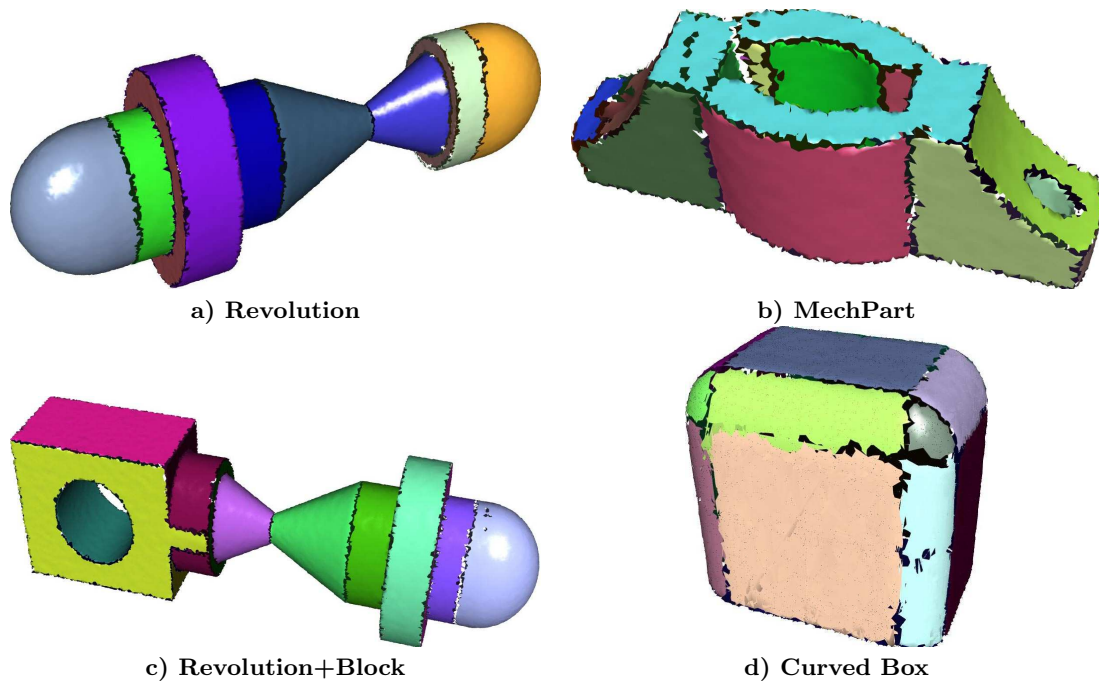 a) Revolution
b) MechPart
c) Revolution+Block
d) Curved Box